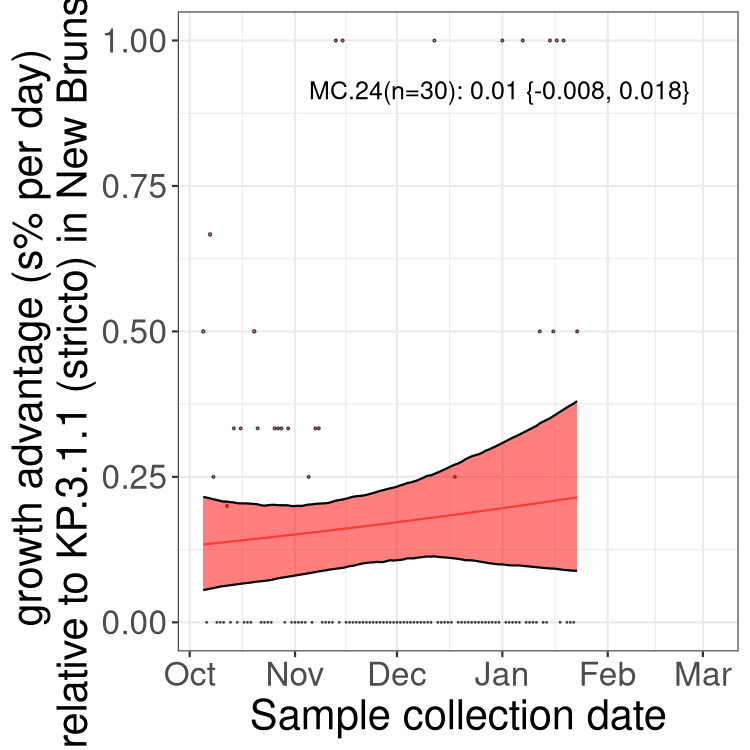 growth advantage (s% per day)
relative to KP.3.1.1 (stricto) in New Bruns
1.00
0.75
0.50
0.25
0.00
MC.24(n=30): 0.01 {-0.008, 0.018}
Oct Nov Dec Jan Feb Mar
Sample collection date